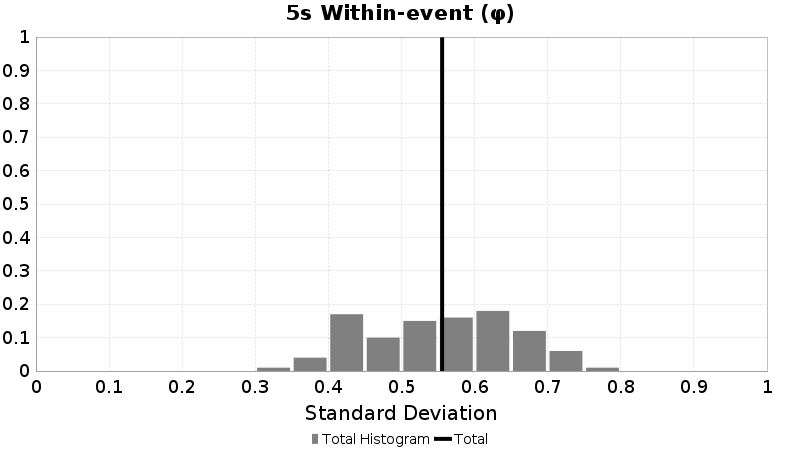 5s Within-event (φ)
1
0.9
0.8
0.7
0.6
0.5
0.4
0.3
0.2
0.1
0
0 0.1 0.2 0.3 0.4 0.5 0.6 0.7 0.8 0.9 1
Standard Deviation
Total Histogram Total